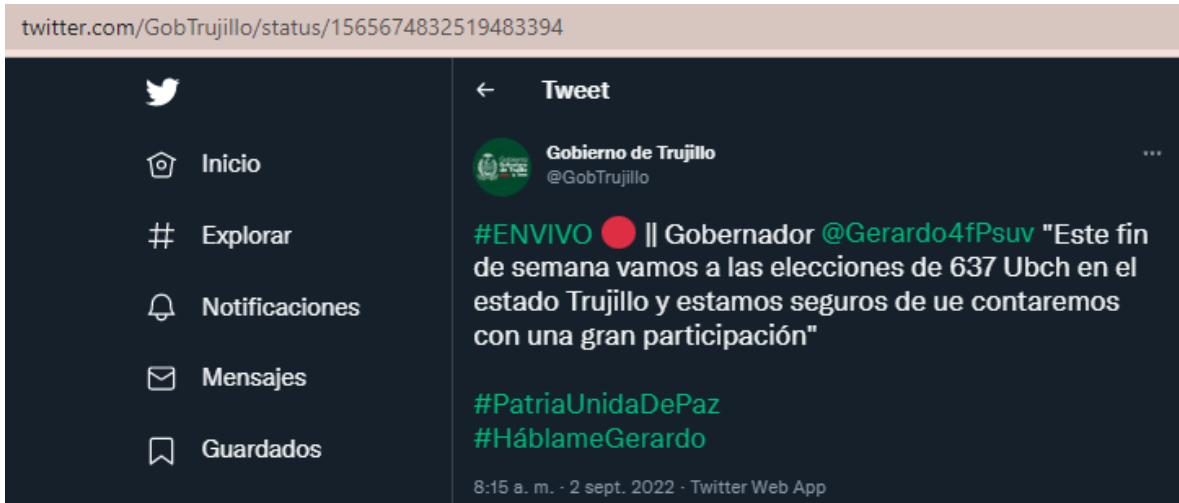 twitter.com/GobTrujillo/status/1565674832519483394
Tweet
Inicio
Explorar
Notificaciones
Mensajes
Guardados
Gobierno de Trujillo
@GobTrujillo
#ENVIVO 🔴 || Gobernador @Gerardo4fPsuv "Este fin
de semana vamos a las elecciones de 637 Ubch en el
estado Trujillo y estamos seguros de ue contaremos
con una gran participación"
#PatriaUnidaDePaz
#HáblameGerardo
8:15 a. m. · 2 sept. 2022 · Twitter Web App